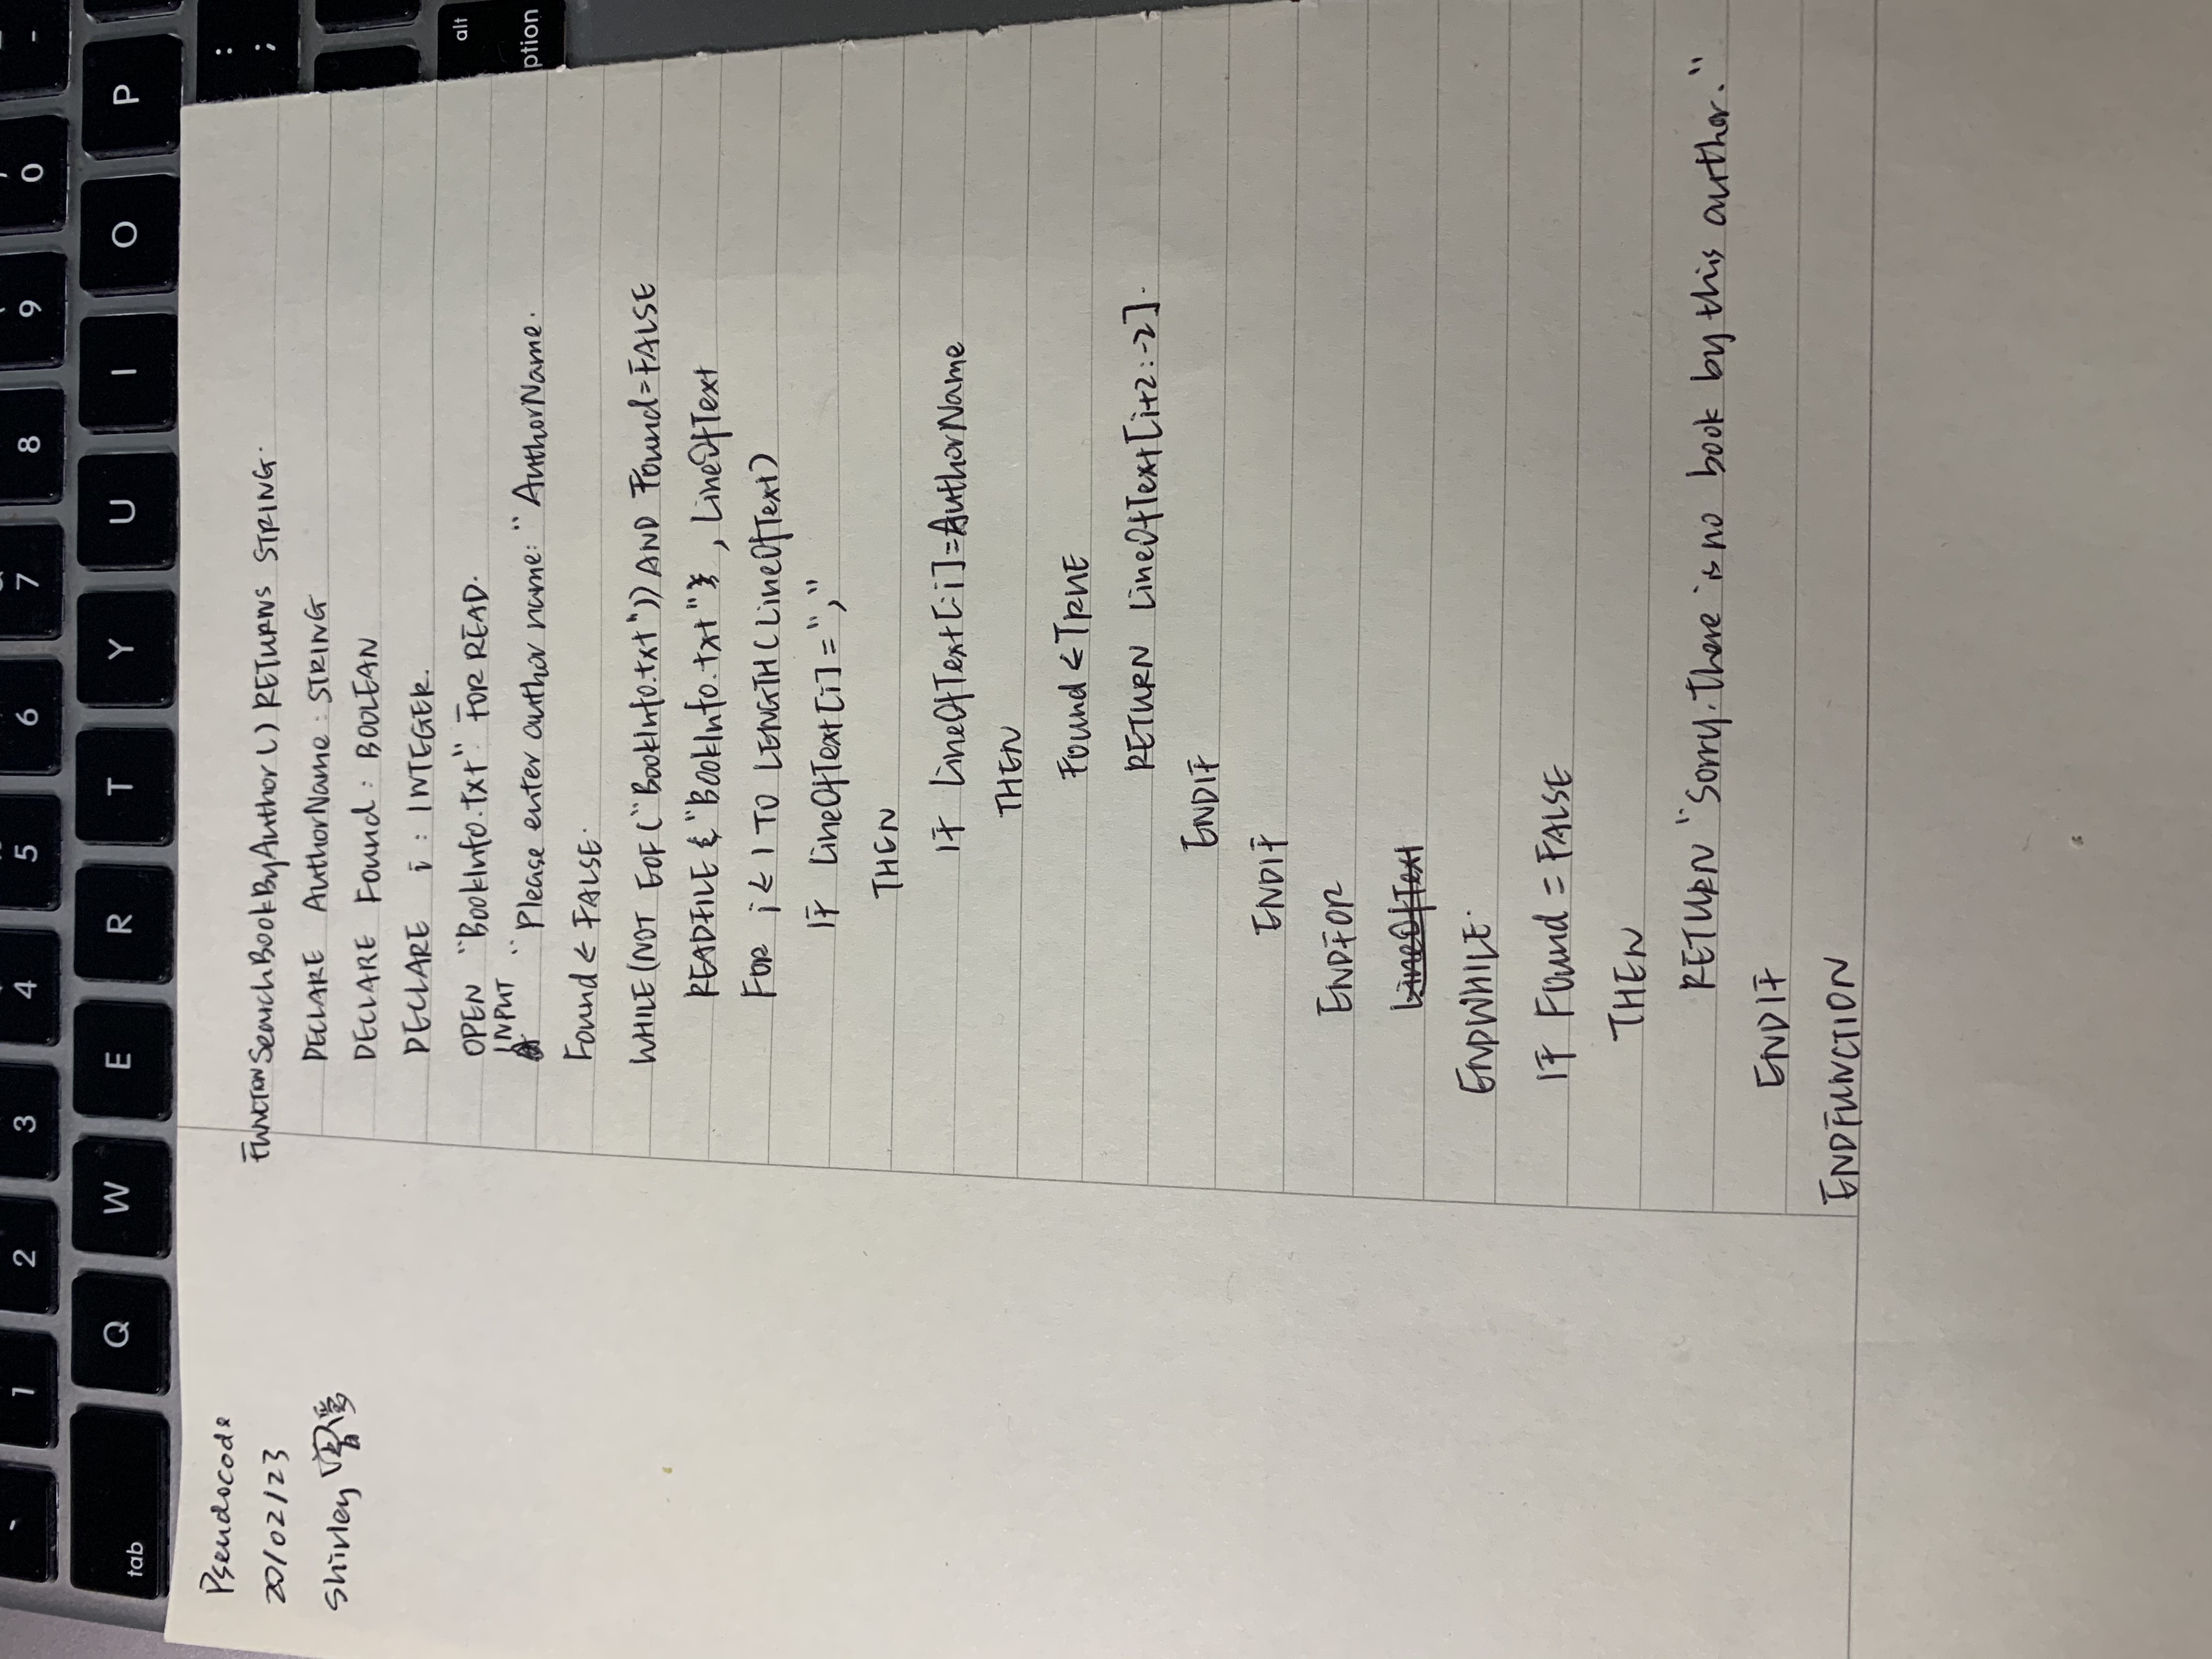 ` 1 2 3 4 5 6 7 8 9 0 -
tab Q W E R T Y U I O P
: ;
alt
ption
Pseudocode
20/02/23
Shirley
FUNCTION SearchBookByAuthor() RETURNS STRING.
DECLARE AuthorName : STRING
DECLARE Found : BOOLEAN
DECLARE i : INTEGER.
OPEN "BookInfo.txt" FOR READ.
INPUT "Please enter author name: " AuthorName.
Found ← FALSE.
WHILE (NOT EOF ("BookInfo.txt")) AND Found = FALSE
READFILE "BookInfo.txt" , LineOfText
FOR i ← 1 TO LENGTH (LineOfText)
IF LineOfText[i] = ","
THEN
IF LineOfText[:i] = AuthorName
THEN
Found ← TRUE
RETURN LineOfText[i+2:-2].
ENDIF
ENDIF
ENDFOR
LineOfText
ENDWHILE.
IF Found = FALSE
THEN
RETURN "Sorry. There is no book by this author."
ENDIF
ENDFUNCTION